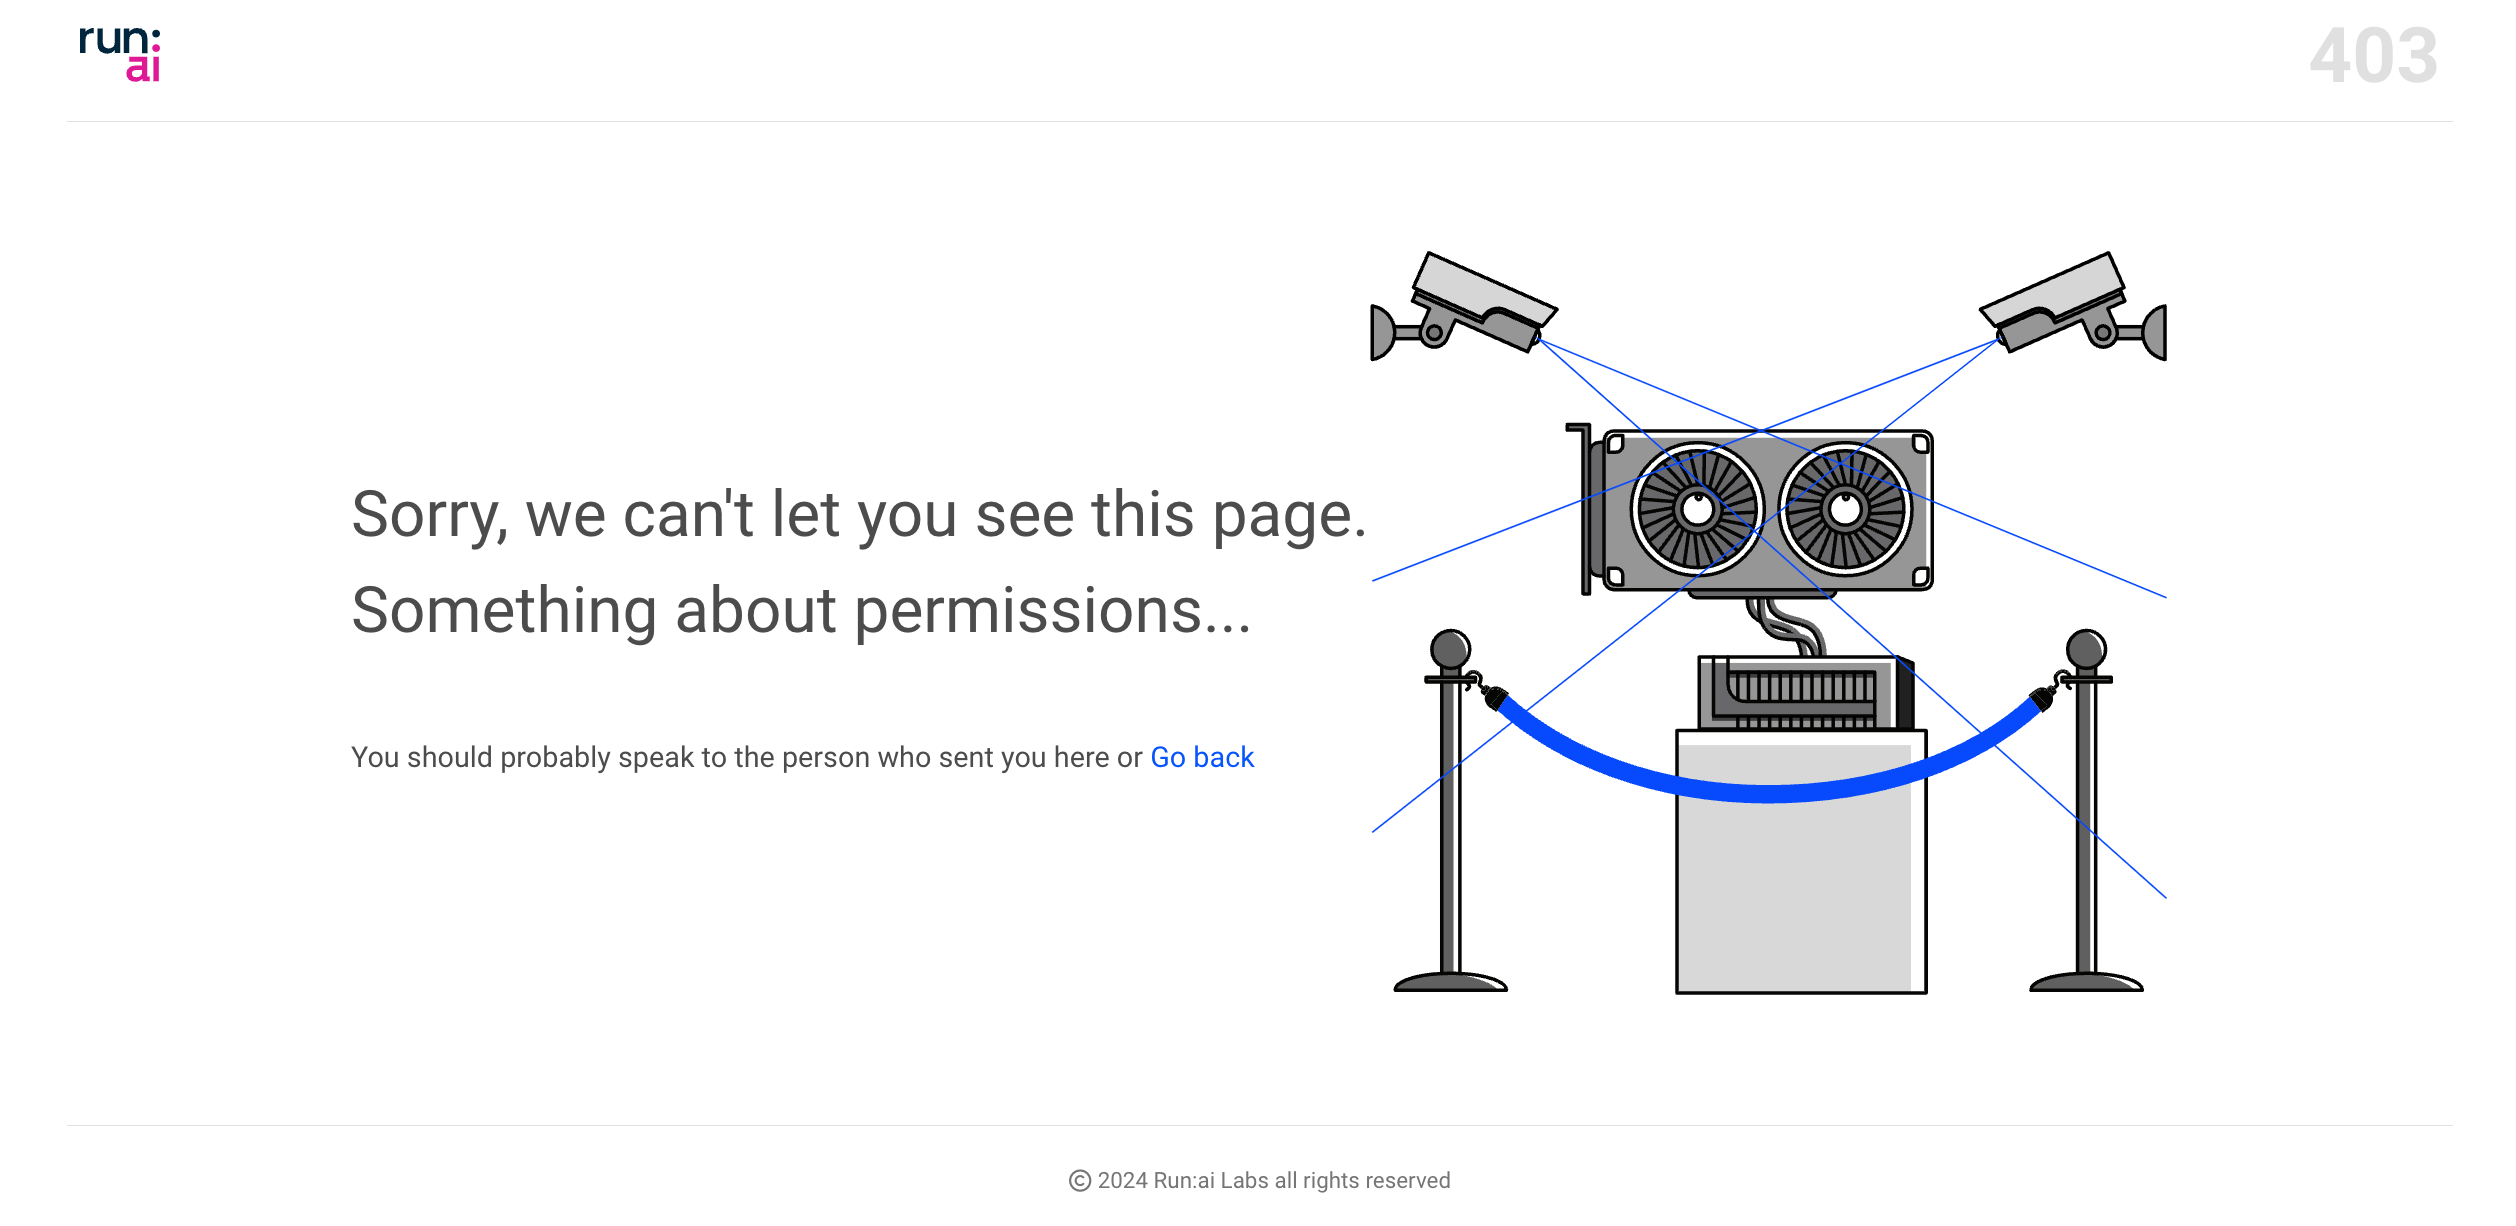 run:
ai
403
Sorry, we can't let you see this page.
Something about permissions...
You should probably speak to the person who sent you here or Go back
© 2024 Run:ai Labs all rights reserved